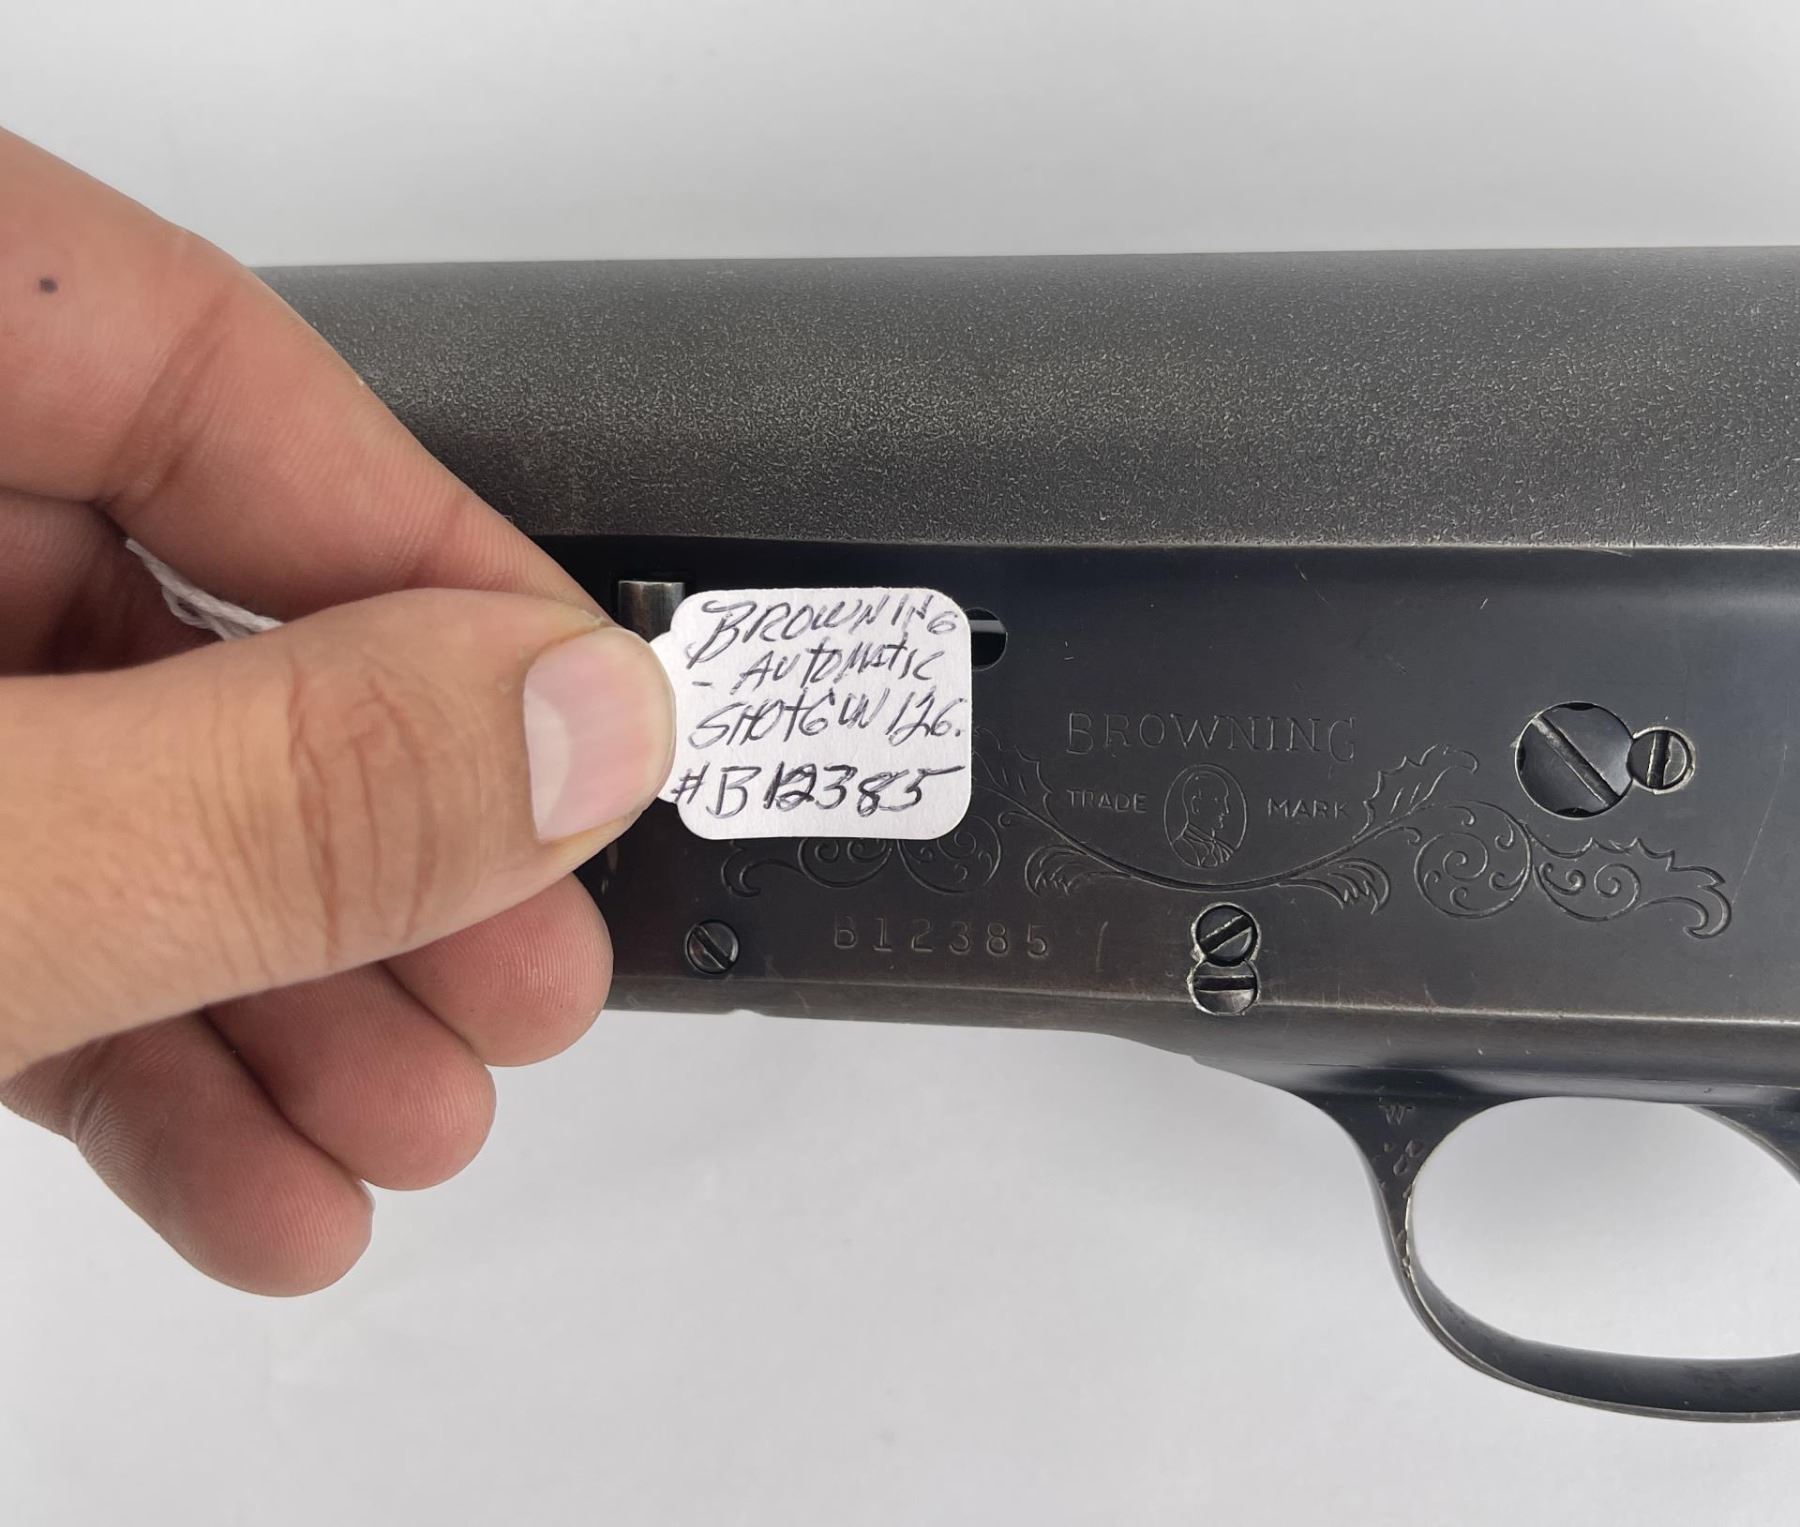 BROWNING
- AUTOMATIC
SHOTGUN 12G.
#B12385
BROWNING
TRADE MARK
B12385
W